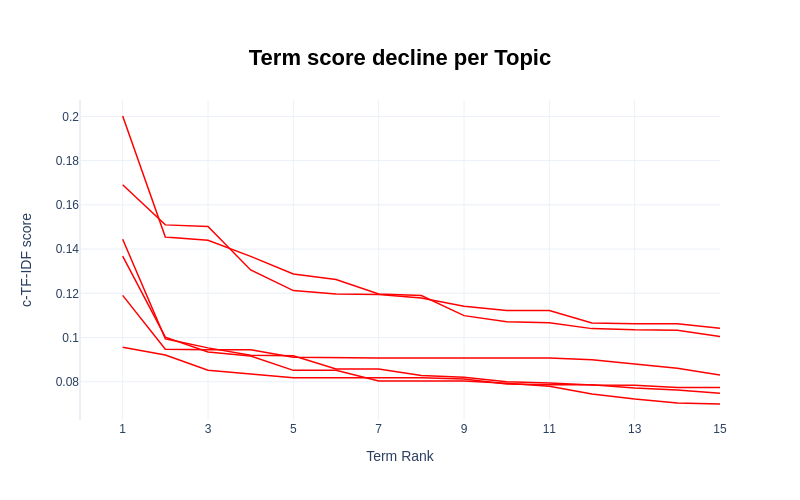 Term score decline per Topic
c-TF-IDF score
0.2
0.18
0.16
0.14
0.12
0.1
0.08
1 3 5 7 9 11 13 15
Term Rank